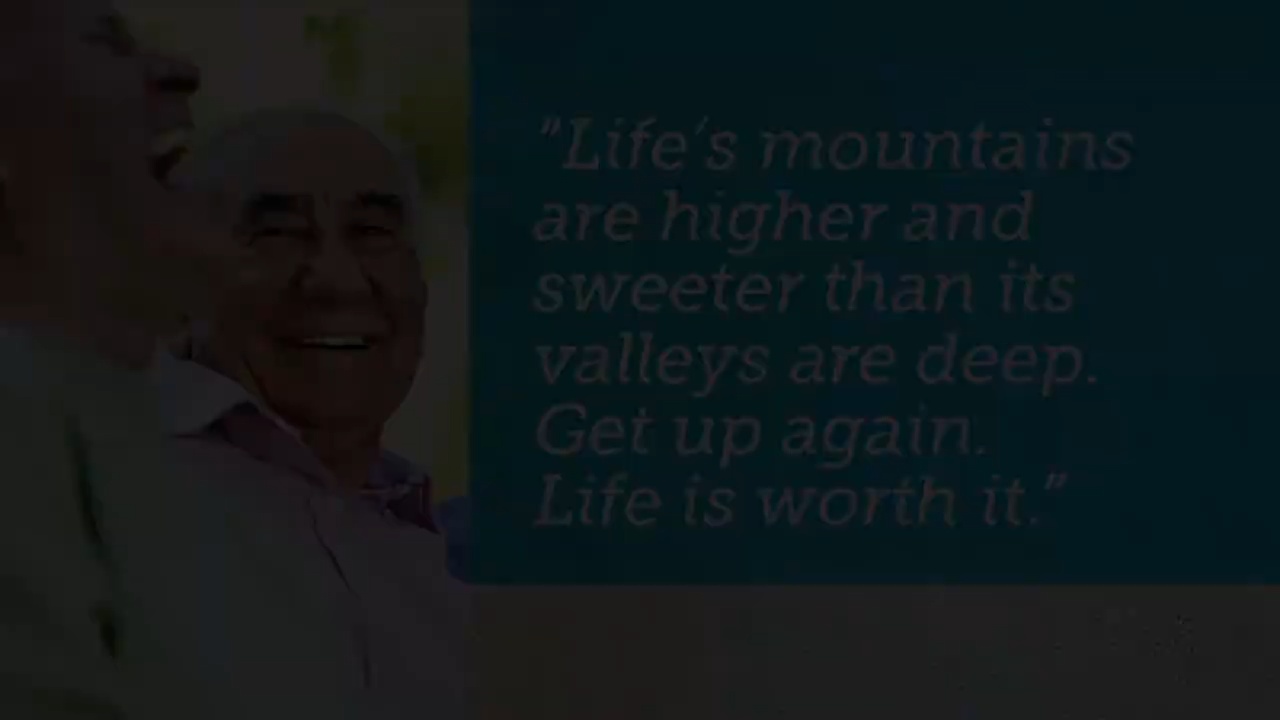 "Life's mountains
are higher and
sweeter than its
valleys are deep.
Get up again.
Life is worth it."